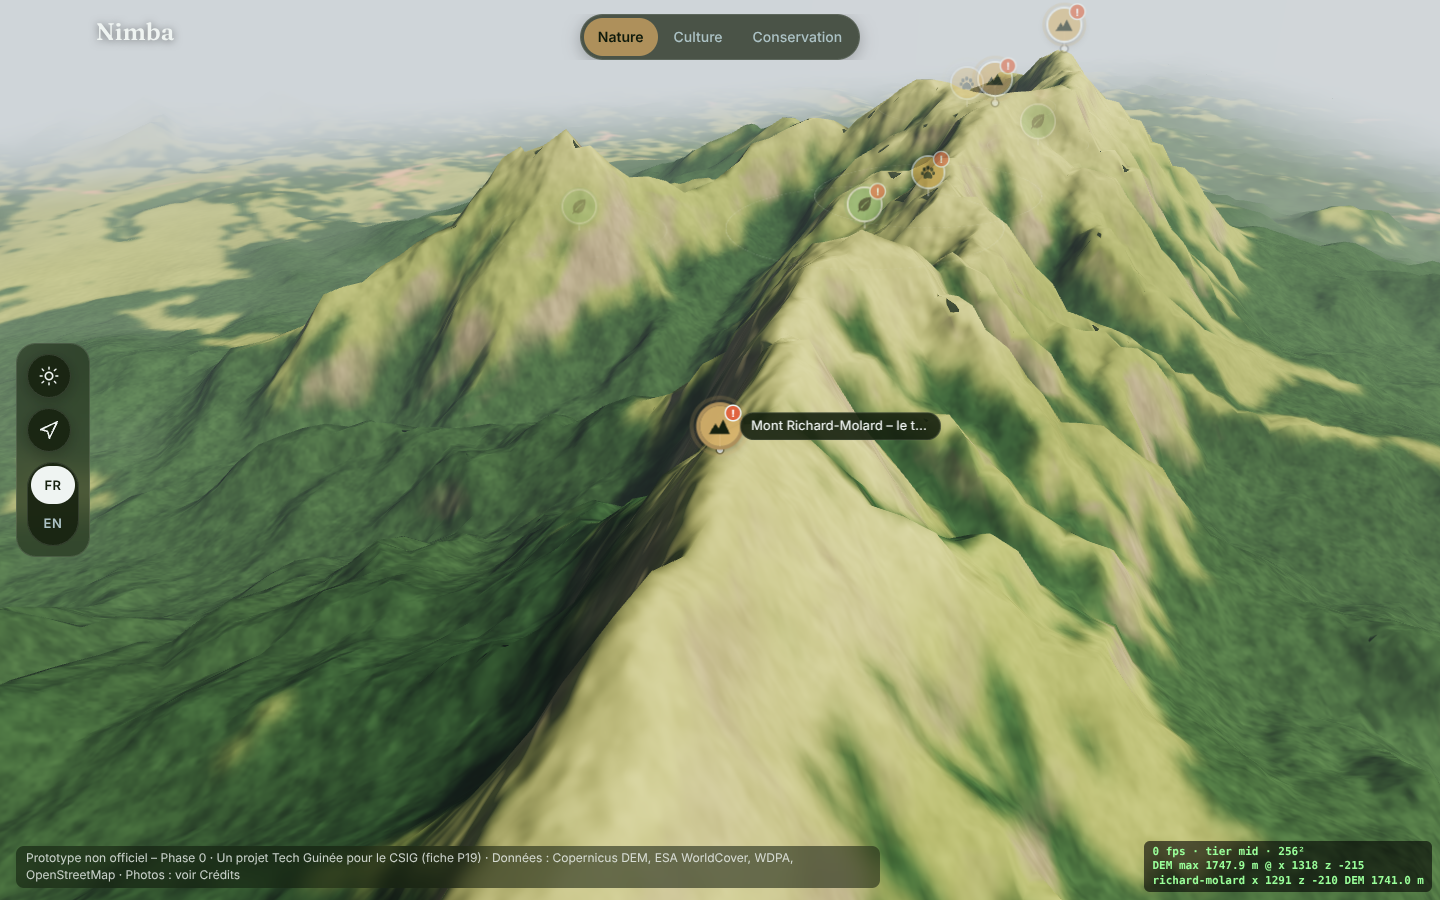 Nimba
Nature
Culture
Conservation
!
!
!
!
!
Mont Richard-Molard – le t…
FR
EN
Prototype non officiel – Phase 0 · Un projet Tech Guinée pour le CSIG (fiche P19) · Données : Copernicus DEM, ESA WorldCover, WDPA,
OpenStreetMap · Photos : voir Crédits
0 fps · tier mid · 256²
DEM max 1747.9 m @ x 1318 z -215
richard-molard x 1291 z -210 DEM 1741.0 m